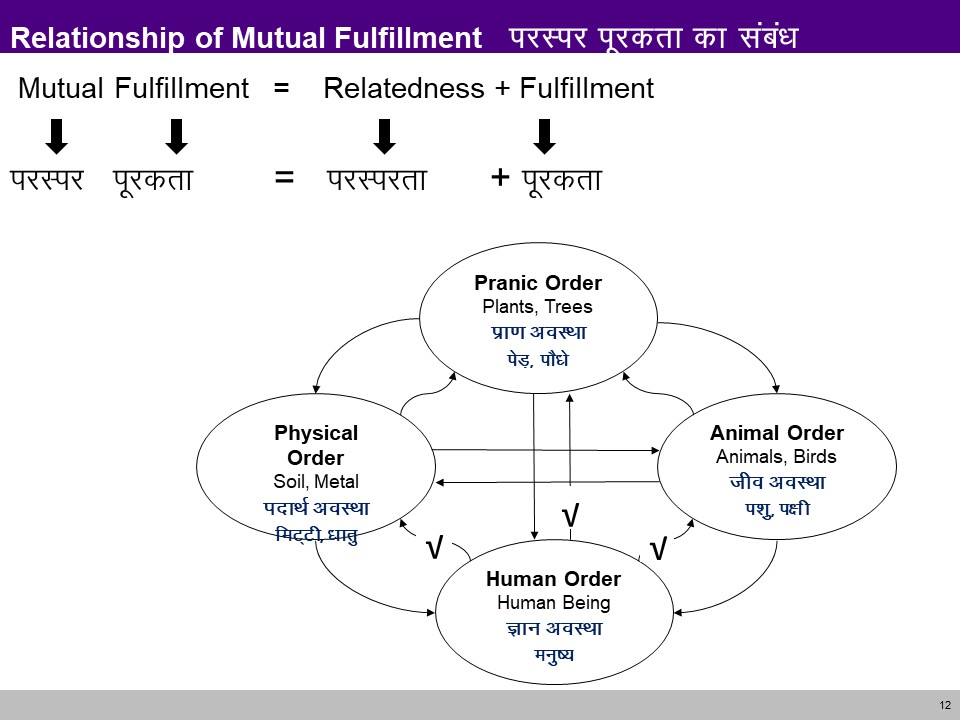 Relationship of Mutual Fulfillment परस्पर पूरकता का संबंध
Mutual Fulfillment = Relatedness + Fulfillment
परस्पर पूरकता = परस्परता + पूरकता
Pranic Order
Plants, Trees
प्राण अवस्था
पेड़, पौधे
Physical
Order
Soil, Metal
पदार्थ अवस्था
मिट्टी, धातु
Animal Order
Animals, Birds
जीव अवस्था
पशु, पक्षी
√
√
√
Human Order
Human Being
ज्ञान अवस्था
मनुष्य
12